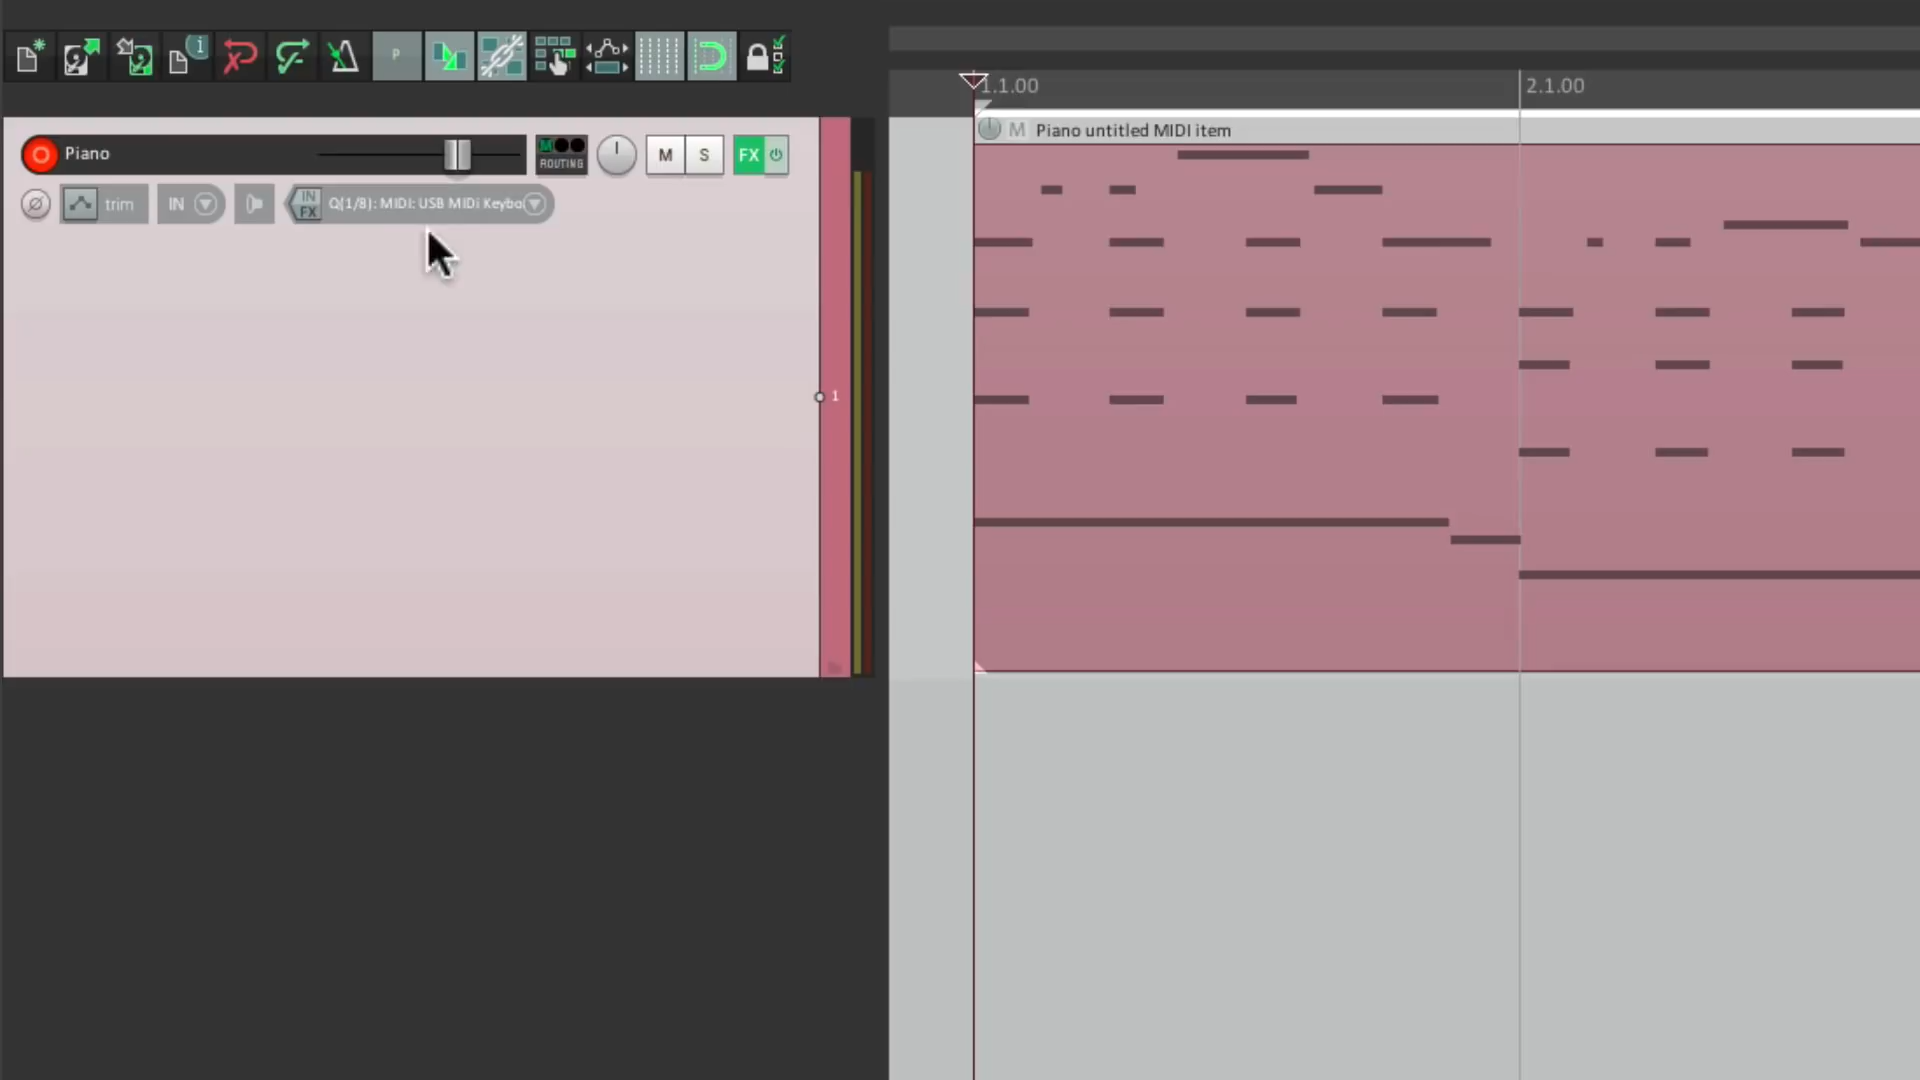 P
1.1.00
2.1.00
Piano
M
ROUTING
M
S
FX
M
Piano untitled MIDI item
trim
IN
IN
FX
Q(1/8): MIDI: USB MIDi Keybo
1